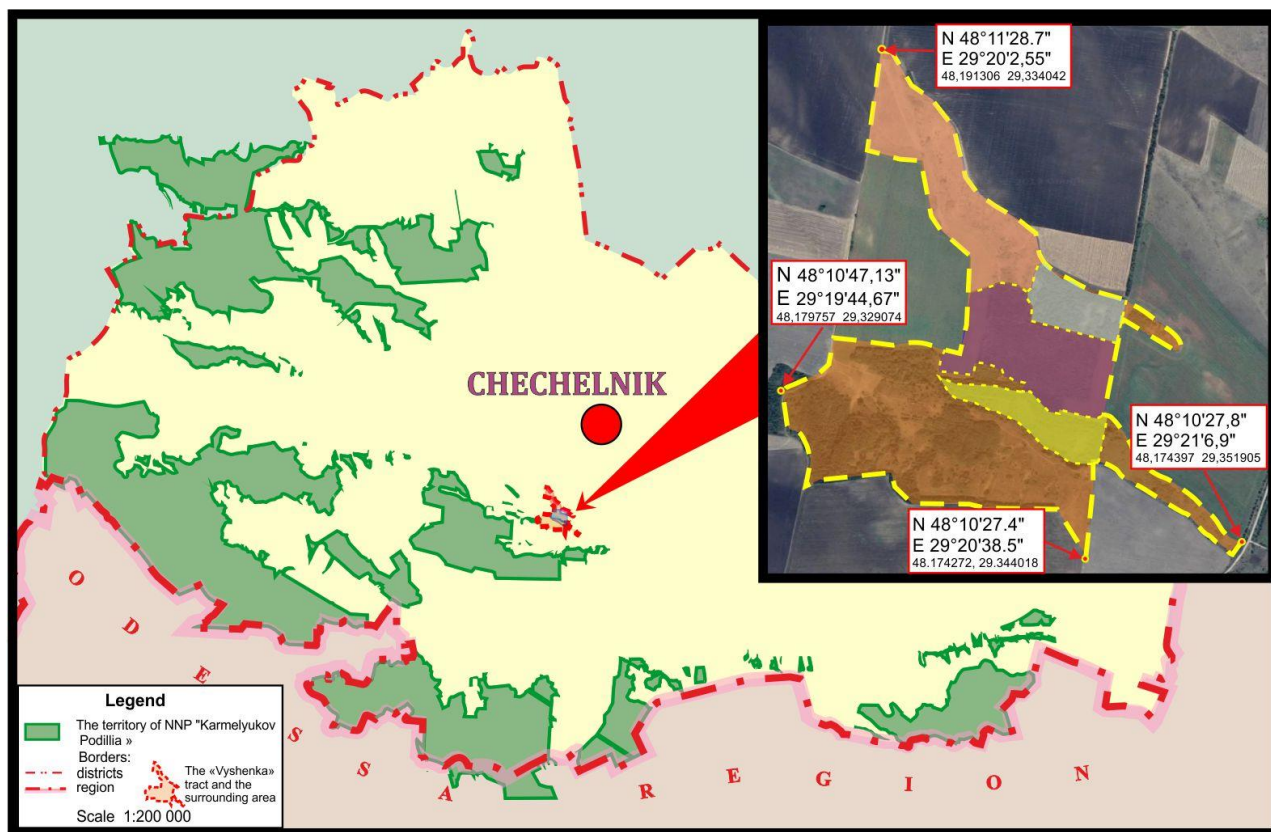 N 48°11'28.7"
E 29°20'2,55"
48,191306 29,334042
N 48°10'47,13"
E 29°19'44,67"
48,179757 29,329074
CHECHELNIK
N 48°10'27,8"
E 29°21'6,9"
48,174397 29,351905
N 48°10'27.4"
E 29°20'38.5"
48.174272, 29.344018
ODESSA REGION
Legend
The territory of NNP "Karmelyukov
Podillia »
Borders:
districts
region
The «Vyshenka»
tract and the
surrounding area
Scale 1:200 000